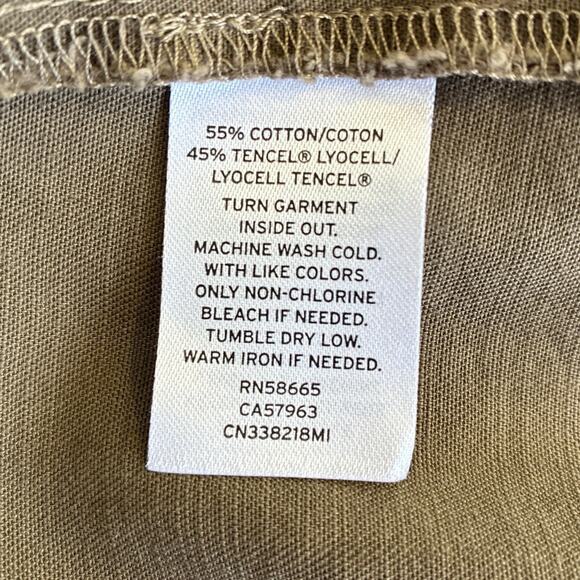 55% COTTON/COTON
45% TENCEL® LYOCELL/
LYOCELL TENCEL®
TURN GARMENT
INSIDE OUT.
MACHINE WASH COLD.
WITH LIKE COLORS.
ONLY NON-CHLORINE
BLEACH IF NEEDED.
TUMBLE DRY LOW.
WARM IRON IF NEEDED.
RN58665
CA57963
CN338218MI